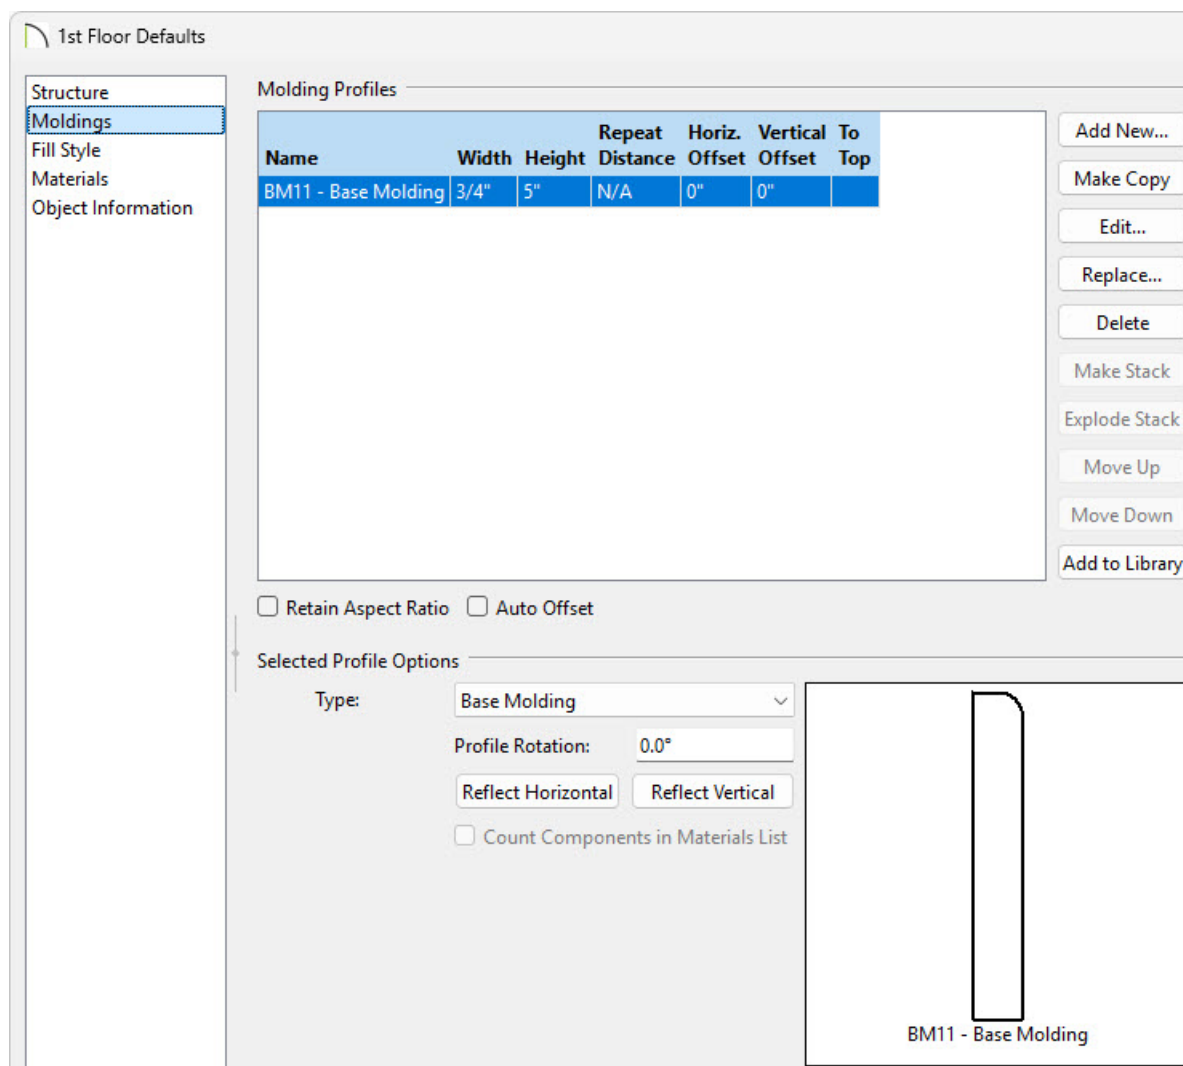 1st Floor Defaults
Structure
Moldings
Fill Style
Materials
Object Information
Molding Profiles
Name Width Height Repeat Distance Horiz. Offset Vertical Offset To Top
BM11 - Base Molding 3/4" 5" N/A 0" 0"
Add New...
Make Copy
Edit...
Replace...
Delete
Make Stack
Explode Stack
Move Up
Move Down
Add to Library
Retain Aspect Ratio Auto Offset
Selected Profile Options
Type: Base Molding
Profile Rotation: 0.0°
Reflect Horizontal Reflect Vertical
Count Components in Materials List
BM11 - Base Molding